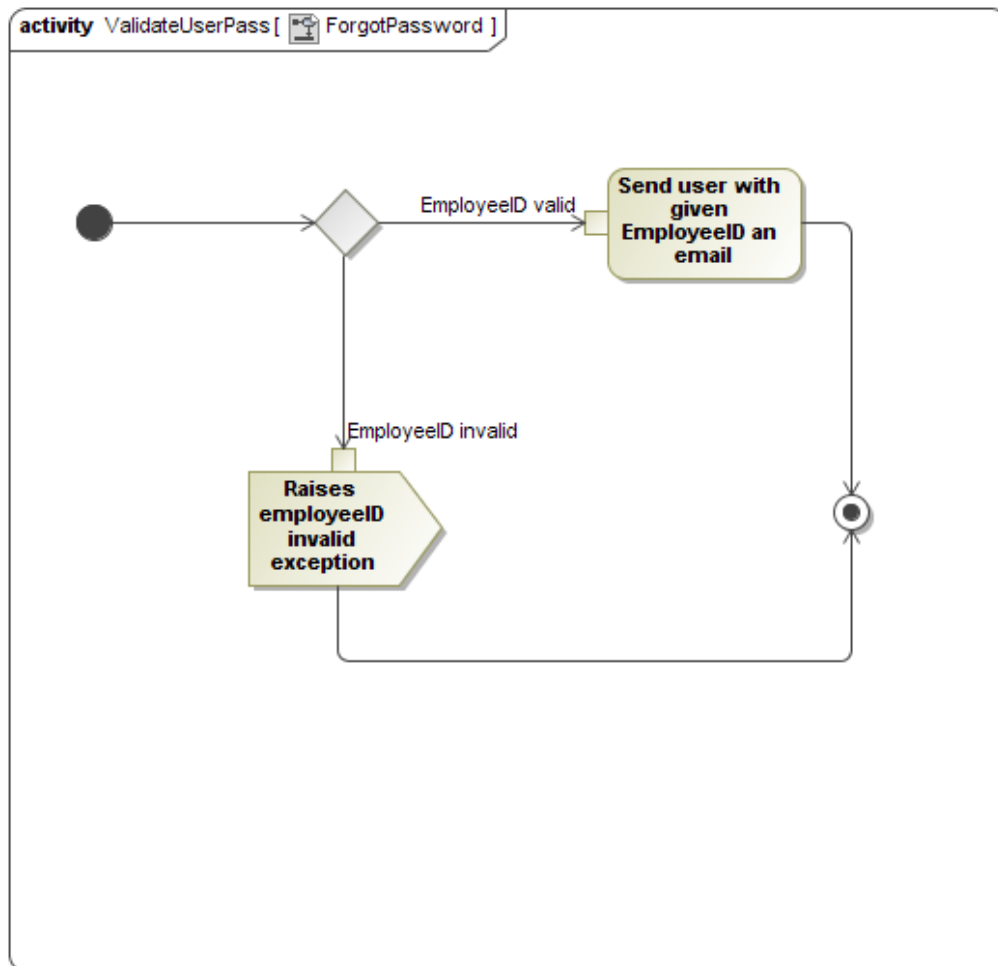 activity ValidateUserPass [ ForgotPassword ]
EmployeeID valid
Send user with
given
EmployeeID an
email
EmployeeID invalid
Raises
employeeID
invalid
exception